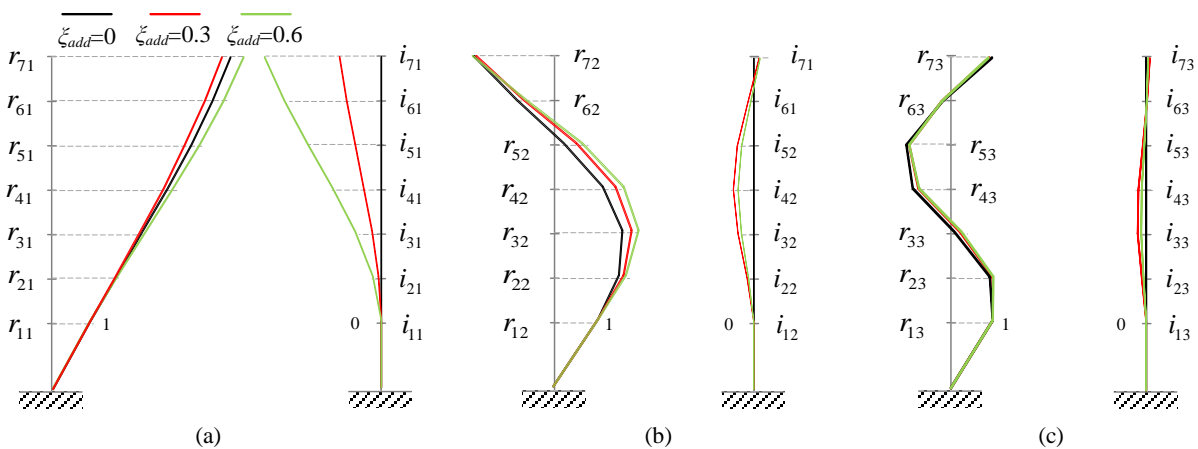 ξadd=0 ξadd=0.3 ξadd=0.6
r71 i71 r72 i71 r73 i73
r61 i61 r62 i61 r63 i63
r51 i51 r52 i52 r53 i53
r41 i41 r42 i42 r43 i43
r31 i31 r32 i32 r33 i33
r21 i21 r22 i22 r23 i23
r11 1 0 i11 r12 1 0 i12 r13 1 0 i13
(a) (b) (c)